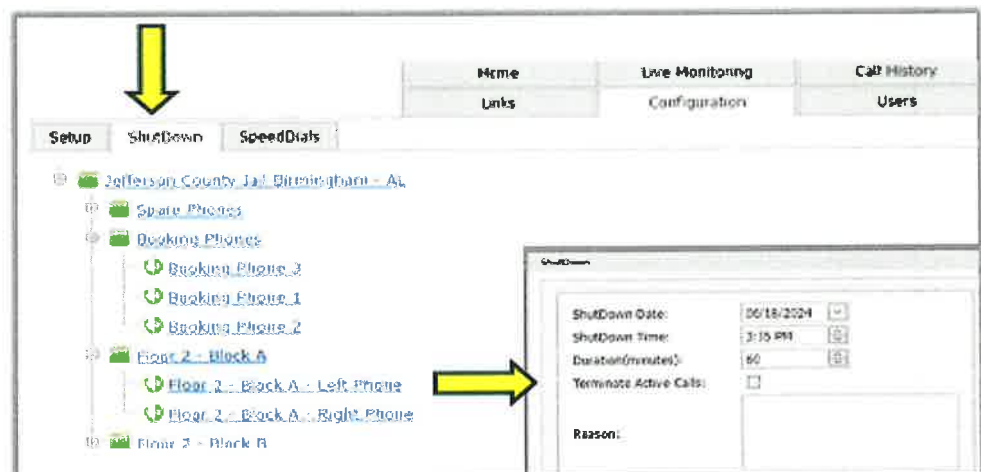 Home Live Monitoring Call History
Links Configuration Users
Setup ShutDown SpeedDials
Jefferson County Jail Birmingham - AL
Spare Phones
Booking Phones
Booking Phone 3
Booking Phone 1
Booking Phone 2
Floor 2 - Block A
Floor 2 - Block A - Left Phone
Floor 2 - Block A - Right Phone
Floor 2 - Block B
ShutDown
ShutDown Date: 06/18/2024
ShutDown Time: 3:35 PM
Duration(minutes): 60
Terminate Active Calls:
Reason: